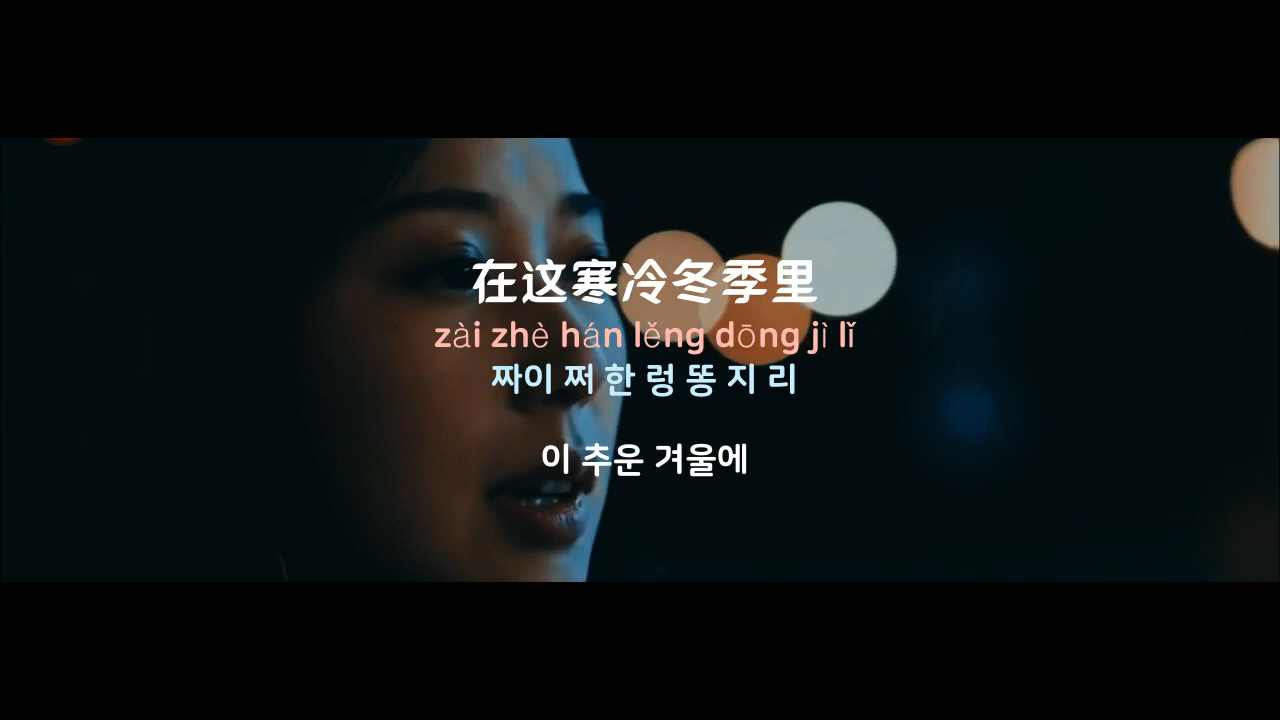 在这寒冷冬季里
zài zhè hán lěng dōng jì lǐ
짜이 쩌 한 렁 똥 지 리
이 추운 겨울에